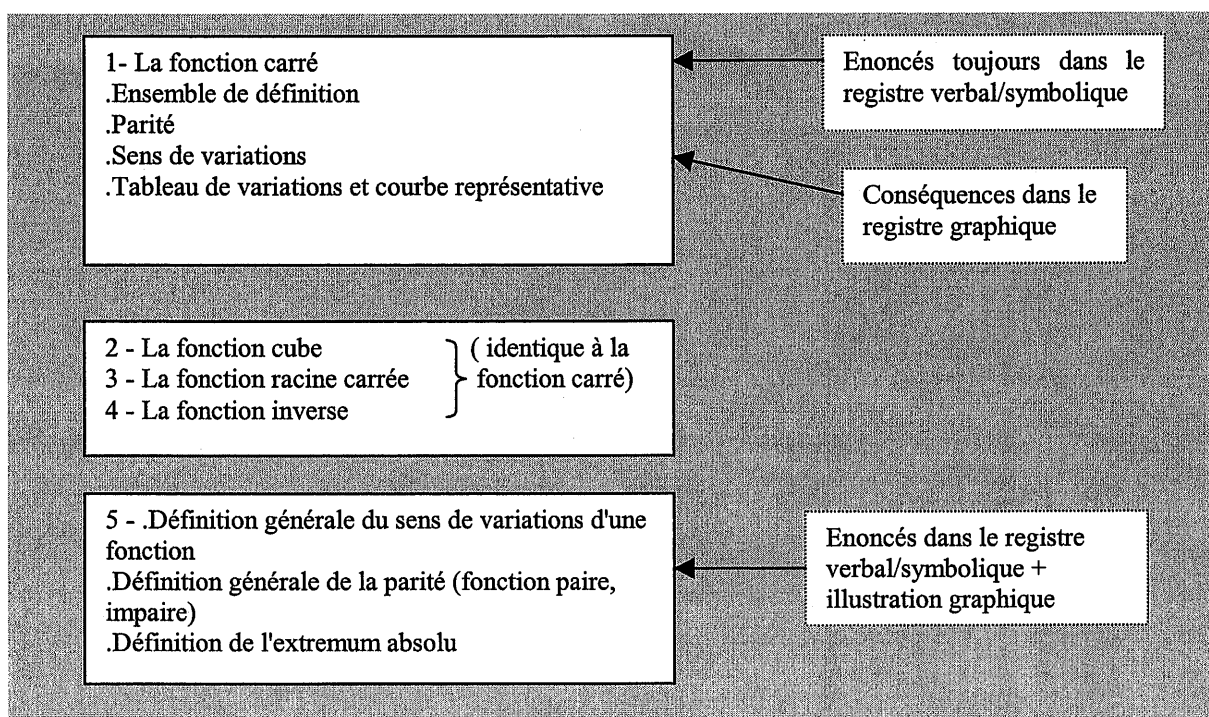 1- La fonction carré
.Ensemble de définition
.Parité
.Sens de variations
.Tableau de variations et courbe représentative
Enoncés toujours dans le
registre verbal/symbolique
Conséquences dans le
registre graphique
2 - La fonction cube
3 - La fonction racine carrée
4 - La fonction inverse
( identique à la
fonction carré)
5 - .Définition générale du sens de variations d'une
fonction
.Définition générale de la parité (fonction paire,
impaire)
.Définition de l'extremum absolu
Enoncés dans le registre
verbal/symbolique +
illustration graphique